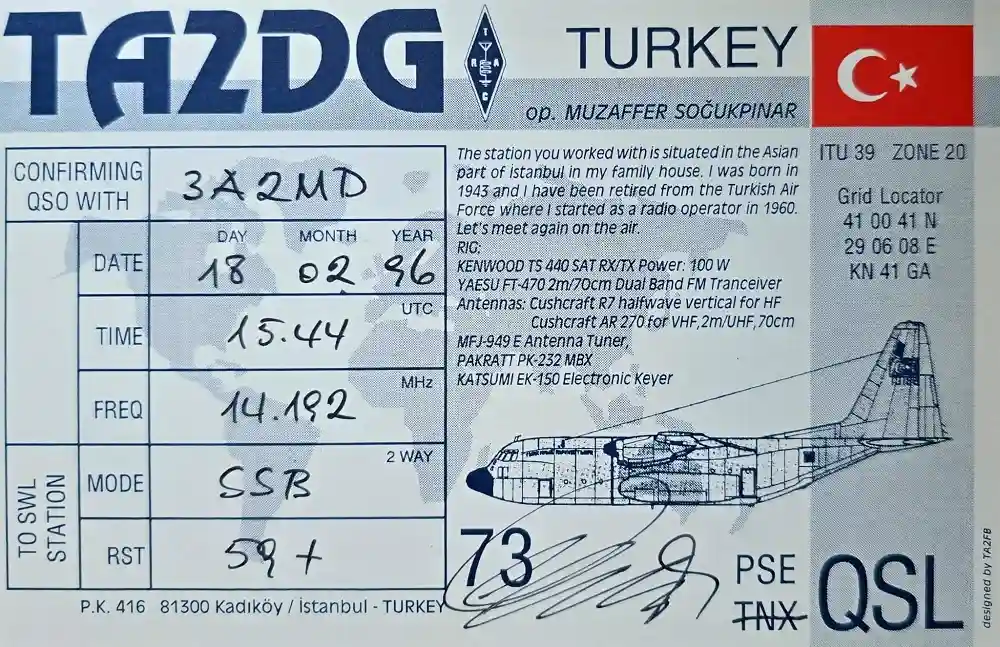 TA2DG
TRAC
TURKEY
op. MUZAFFER SOĞUKPINAR
CONFIRMING
QSO WITH
3A2MD
DAY MONTH YEAR
DATE
18 02 96
UTC
TIME
15.44
MHz
FREQ
14.192
2 WAY
TO SWL
STATION
MODE
SSB
RST
59+
The station you worked with is situated in the Asian
part of İstanbul in my family house. I was born in
1943 and I have been retired from the Turkish Air
Force where I started as a radio operator in 1960.
Let's meet again on the air.
RIG;
KENWOOD TS 440 SAT RX/TX Power: 100 W
YAESU FT-470 2m/70cm Dual Band FM Tranceiver
Antennas: Cushcraft R7 halfwave vertical for HF
Cushcraft AR 270 for VHF,2m/UHF,70cm
MFJ-949 E Antenna Tuner,
PAKRATT PK-232 MBX
KATSUMI EK-150 Electronic Keyer
ITU 39 ZONE 20
Grid Locator
41 00 41 N
29 06 08 E
KN 41 GA
73
PSE
TNX
QSL
P.K. 416 81300 Kadıköy / İstanbul - TURKEY
designed by TA2FB